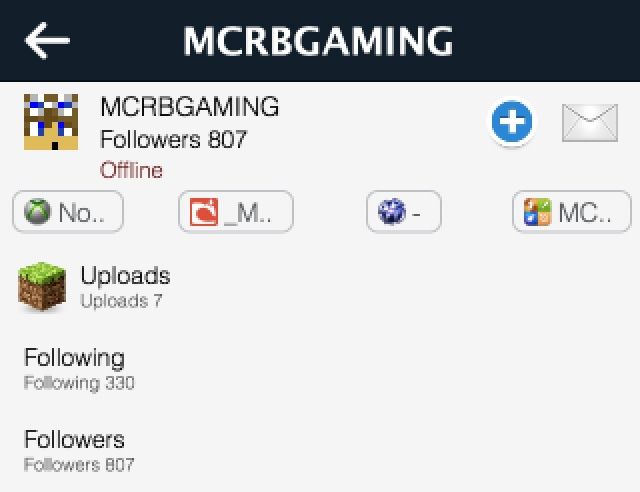 MCRBGAMING
MCRBGAMING
Followers 807
Offline
No.. _M.. - MC..
Uploads
Uploads 7
Following
Following 330
Followers
Followers 807